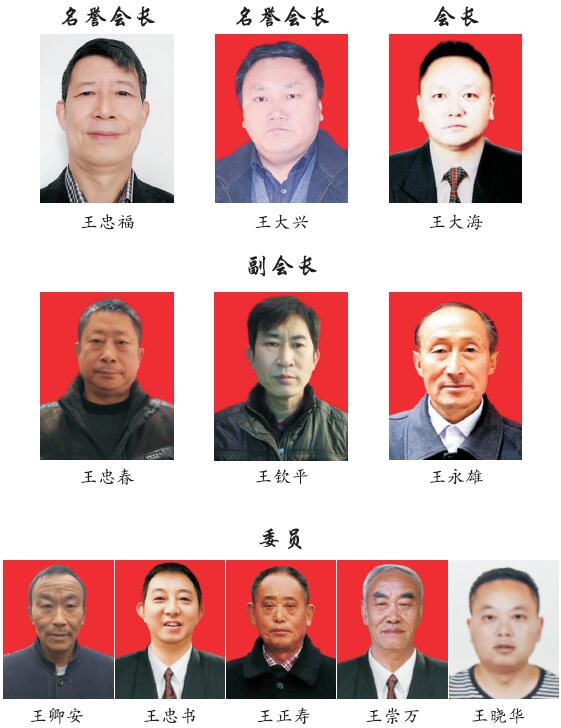 名誉会长 名誉会长 会长
王忠福 王大兴 王大海
副会长
王忠春 王钦平 王永雄
委员
王卿安 王忠书 王正寿 王崇万 王晓华